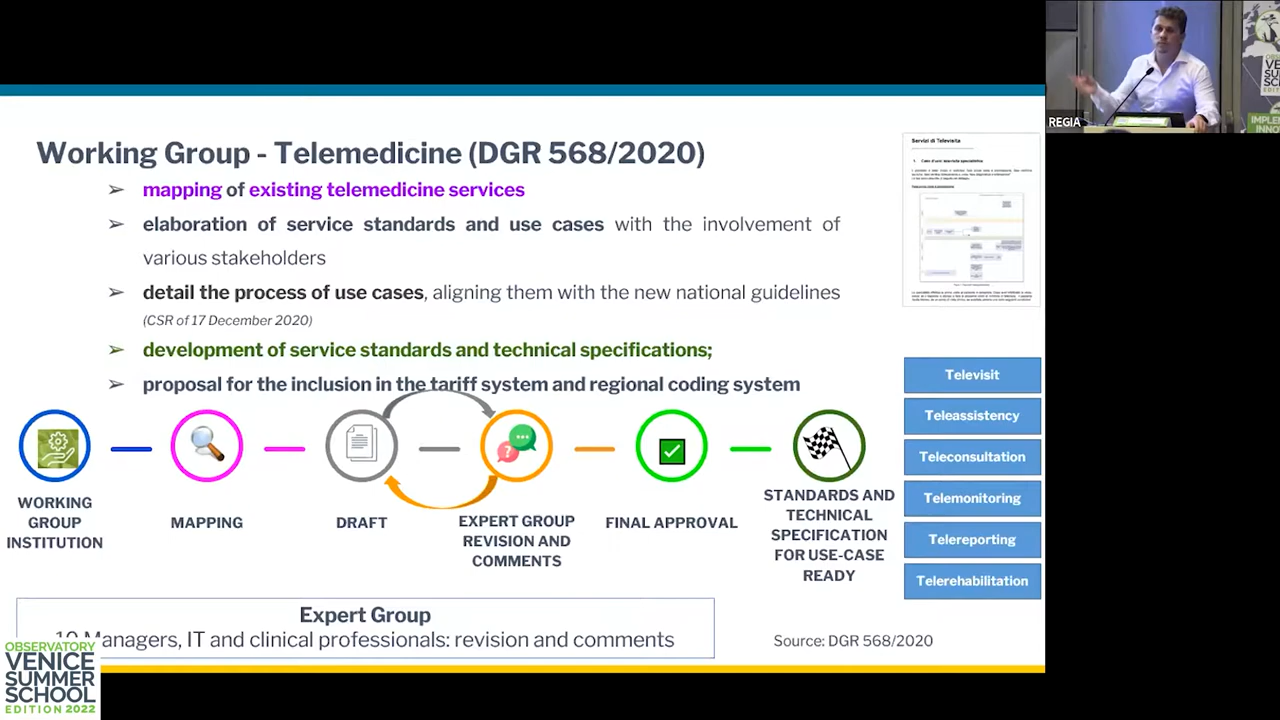 REGIA
Working Group - Telemedicine (DGR 568/2020)
➢ mapping of existing telemedicine services
➢ elaboration of service standards and use cases with the involvement of
various stakeholders
➢ detail the process of use cases, aligning them with the new national guidelines
(CSR of 17 December 2020)
➢ development of service standards and technical specifications;
➢ proposal for the inclusion in the tariff system and regional coding system
Servizi di Televisita
WORKING
GROUP
INSTITUTION
MAPPING
DRAFT
EXPERT GROUP
REVISION AND
COMMENTS
FINAL APPROVAL
STANDARDS AND
TECHNICAL
SPECIFICATION
FOR USE-CASE
READY
Televisit
Teleassistency
Teleconsultation
Telemonitoring
Telereporting
Telerehabilitation
Expert Group
Managers, IT and clinical professionals: revision and comments
Source: DGR 568/2020
OBSERVATORY
VENICE
SUMMER
SCHOOL
EDITION 2022